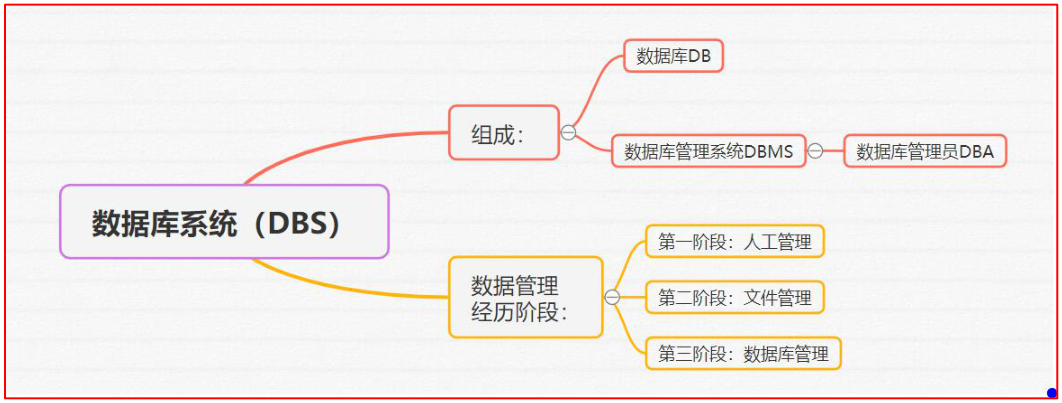 数据库系统（DBS）
组成：
数据库DB
数据库管理系统DBMS
数据库管理员DBA
数据管理
经历阶段：
第一阶段：人工管理
第二阶段：文件管理
第三阶段：数据库管理